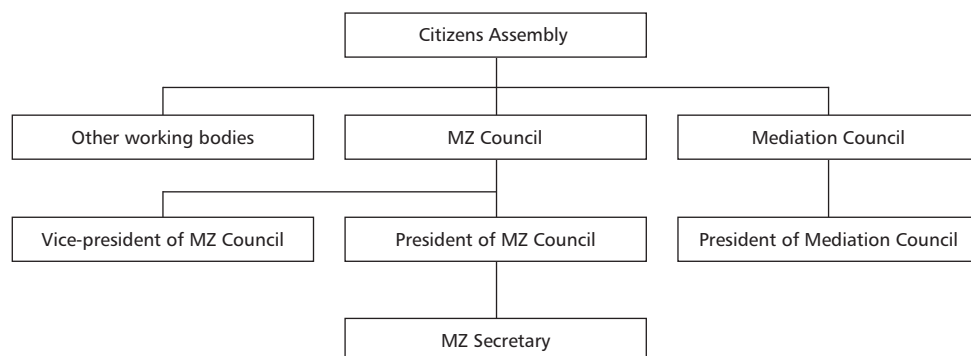 Citizens Assembly
Other working bodies
MZ Council
Mediation Council
Vice-president of MZ Council
President of MZ Council
President of Mediation Council
MZ Secretary